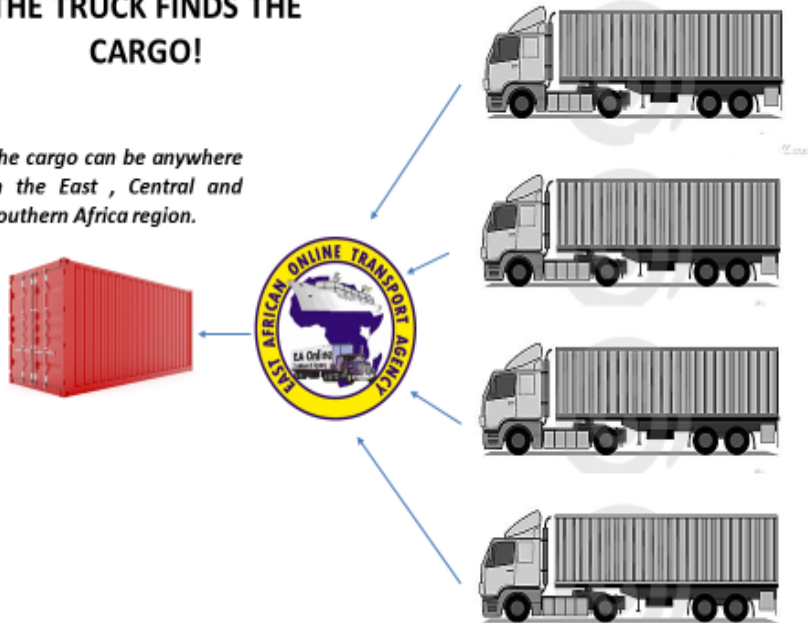 THE TRUCK FINDS THE
CARGO!
he cargo can be anywhere
n the East , Central and
outhern Africa region.
EAST AFRICAN ONLINE TRANSPORT AGENCY
EA Online